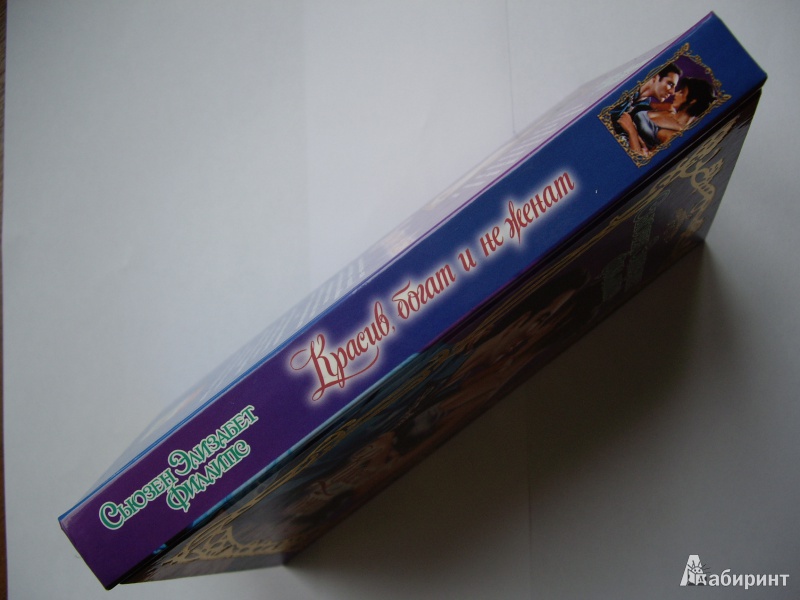 Сьюзен Элизабет
Филлипс
Красив, богат и не женат
Лабиринт